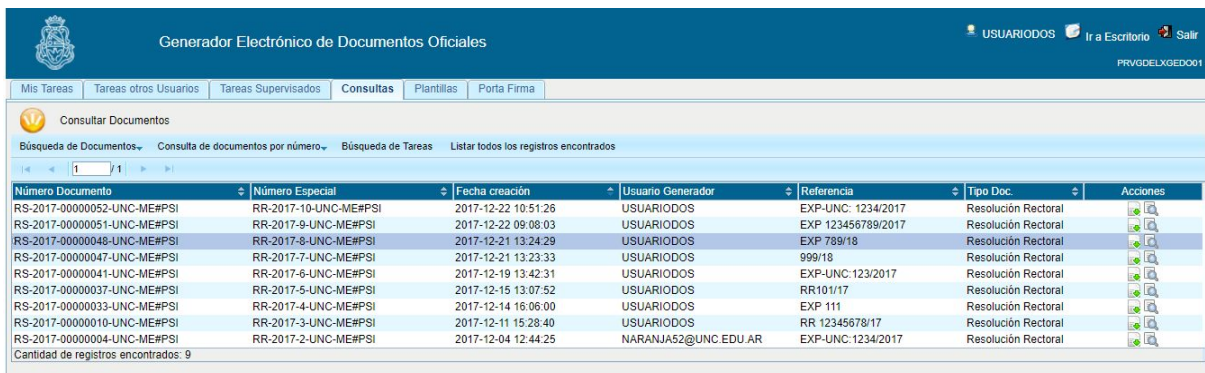 Generador Electrónico de Documentos Oficiales
USUARIODOS Ir a Escritorio Salir
PRVGDELXGEDO01
Mis Tareas Tareas otros Usuarios Tareas Supervisados Consultas Plantillas Porta Firma
Consultar Documentos
Búsqueda de Documentos Consulta de documentos por número Búsqueda de Tareas Listar todos los registros encontrados
1 / 1
Número Documento Número Especial Fecha creación Usuario Generador Referencia Tipo Doc. Acciones
RS-2017-00000052-UNC-ME#PSI RR-2017-10-UNC-ME#PSI 2017-12-22 10:51:26 USUARIODOS EXP-UNC: 1234/2017 Resolución Rectoral
RS-2017-00000051-UNC-ME#PSI RR-2017-9-UNC-ME#PSI 2017-12-22 09:08:03 USUARIODOS EXP 123456789/2017 Resolución Rectoral
RS-2017-00000048-UNC-ME#PSI RR-2017-8-UNC-ME#PSI 2017-12-21 13:24:29 USUARIODOS EXP 789/18 Resolución Rectoral
RS-2017-00000047-UNC-ME#PSI RR-2017-7-UNC-ME#PSI 2017-12-21 13:23:33 USUARIODOS 999/18 Resolución Rectoral
RS-2017-00000041-UNC-ME#PSI RR-2017-6-UNC-ME#PSI 2017-12-19 13:42:31 USUARIODOS EXP-UNC:123/2017 Resolución Rectoral
RS-2017-00000037-UNC-ME#PSI RR-2017-5-UNC-ME#PSI 2017-12-15 13:07:52 USUARIODOS RR101/17 Resolución Rectoral
RS-2017-00000033-UNC-ME#PSI RR-2017-4-UNC-ME#PSI 2017-12-14 16:06:00 USUARIODOS EXP 111 Resolución Rectoral
RS-2017-00000010-UNC-ME#PSI RR-2017-3-UNC-ME#PSI 2017-12-11 15:28:40 USUARIODOS RR 12345678/17 Resolución Rectoral
RS-2017-00000004-UNC-ME#PSI RR-2017-2-UNC-ME#PSI 2017-12-04 12:44:25 NARANJA52@UNC.EDU.AR EXP-UNC:1234/2017 Resolución Rectoral
Cantidad de registros encontrados: 9